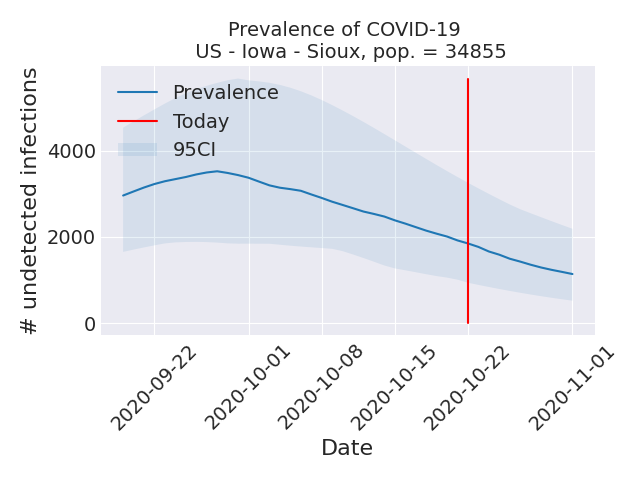 Prevalence of COVID-19
US - Iowa - Sioux, pop. = 34855
Prevalence
Today
95CI
# undetected infections
4000
2000
0
2020-09-22
2020-10-01
2020-10-08
2020-10-15
2020-10-22
2020-11-01
Date